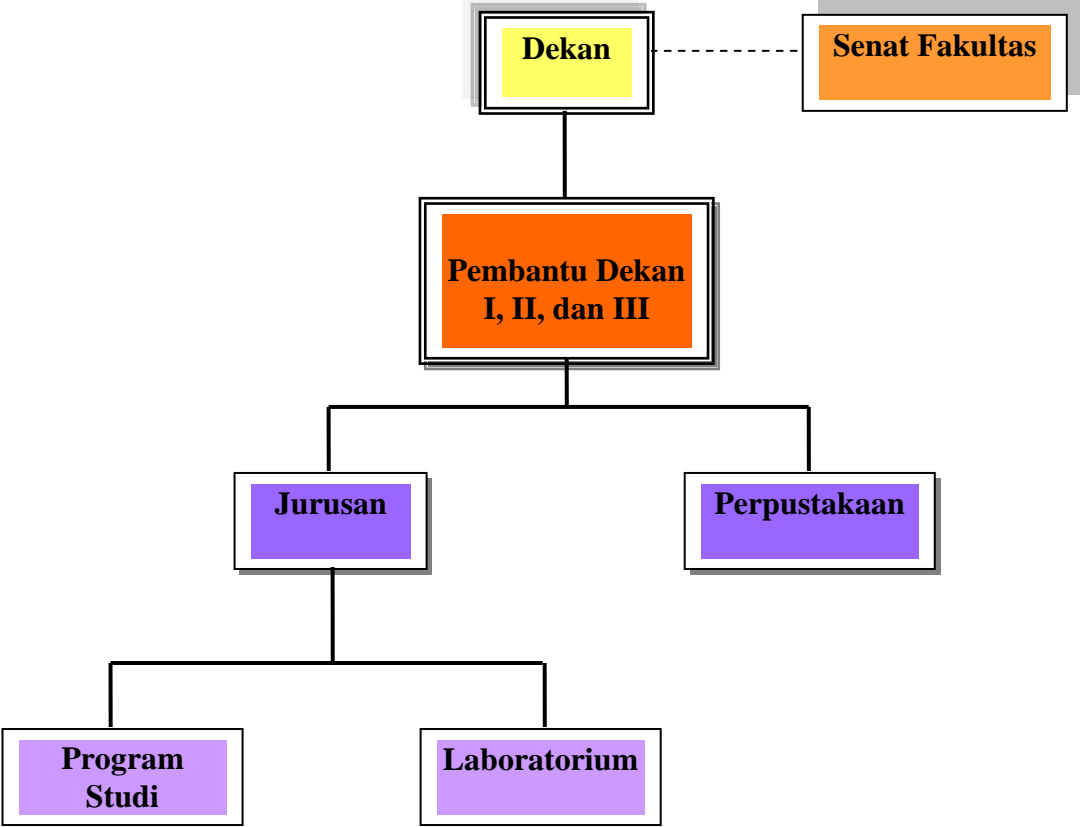 Dekan
Senat Fakultas
Pembantu Dekan
I, II, dan III
Jurusan
Perpustakaan
Program
Studi
Laboratorium